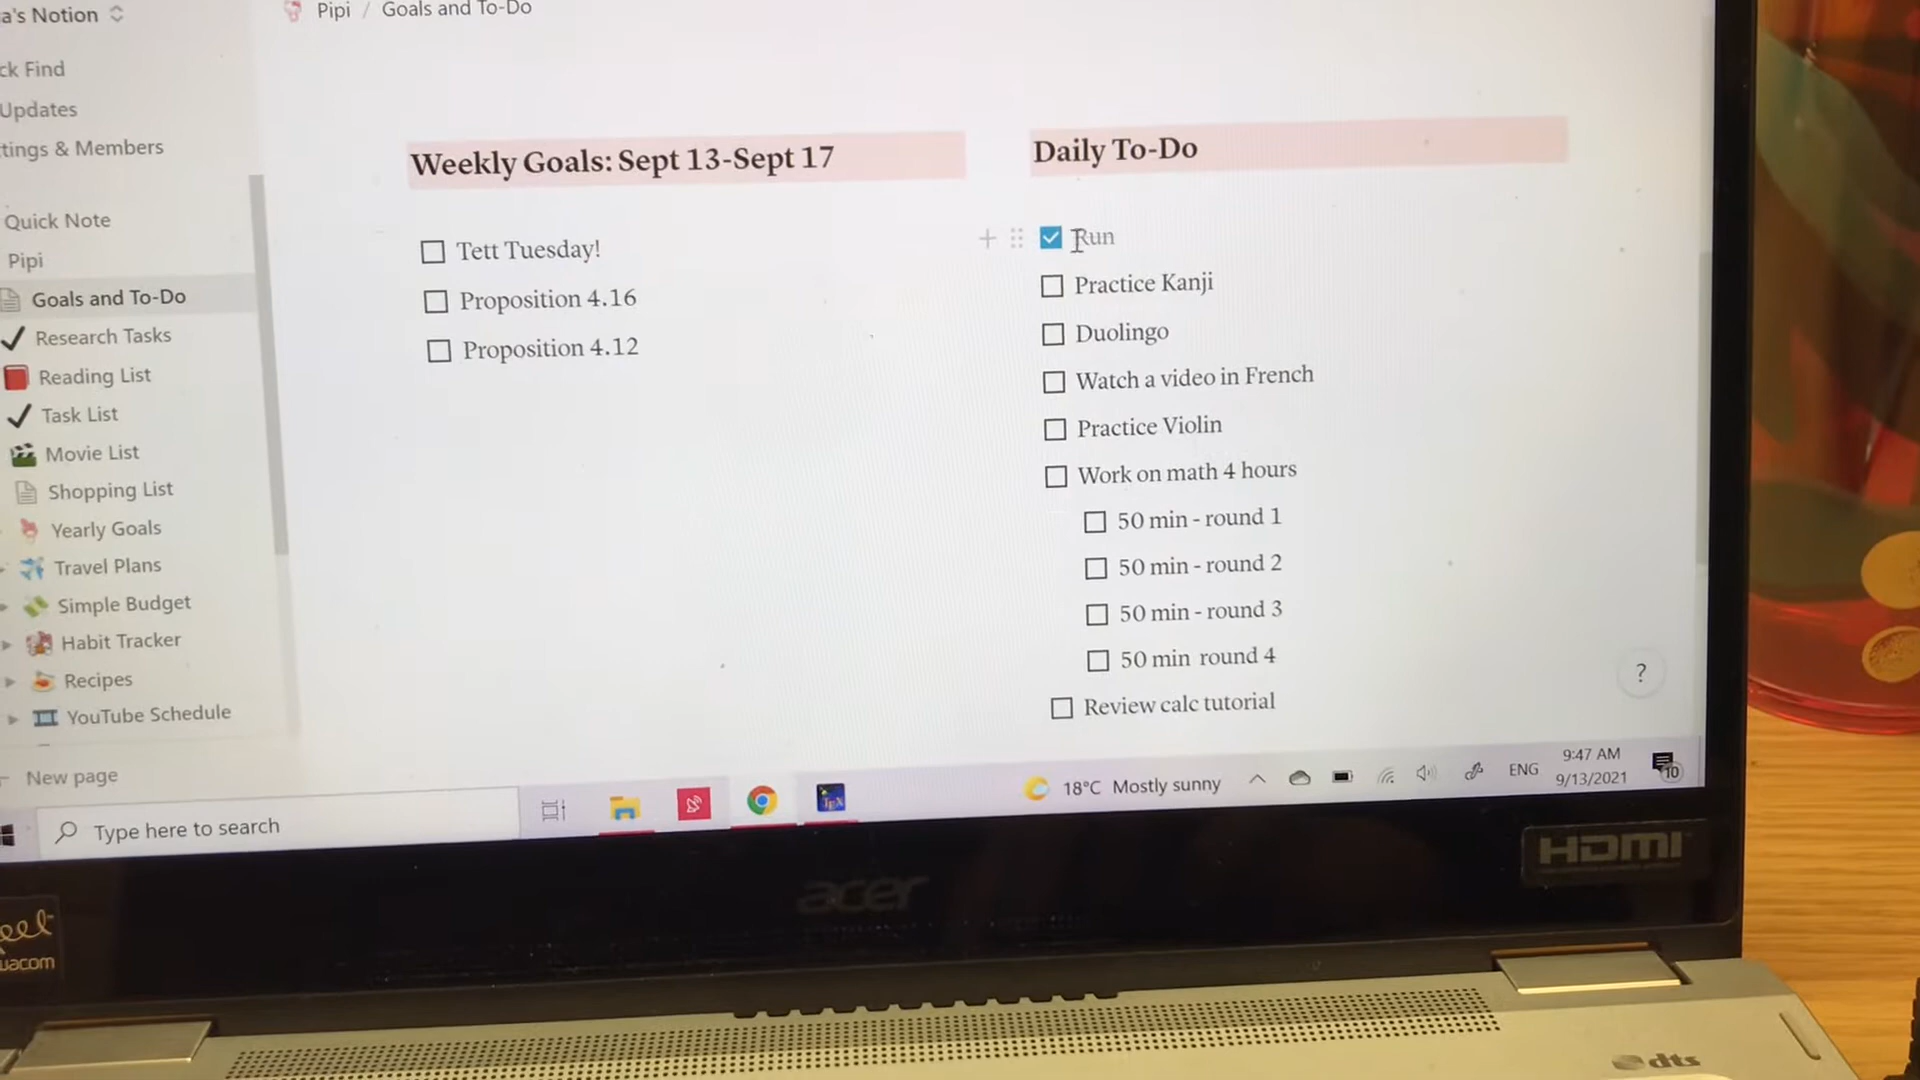 a's Notion
Pipi / Goals and To-Do
ck Find
Updates
tings & Members
Quick Note
Pipi
Goals and To-Do
Research Tasks
Reading List
Task List
Movie List
Shopping List
Yearly Goals
Travel Plans
Simple Budget
Habit Tracker
Recipes
YouTube Schedule
New page
Weekly Goals: Sept 13-Sept 17
Tett Tuesday!
Proposition 4.16
Proposition 4.12
Daily To-Do
Run
Practice Kanji
Duolingo
Watch a video in French
Practice Violin
Work on math 4 hours
50 min - round 1
50 min - round 2
50 min - round 3
50 min round 4
Review calc tutorial
?
Type here to search
TEX
18°C Mostly sunny
ENG
9:47 AM
9/13/2021
10
HDMI
acer
eel
wacom
dts